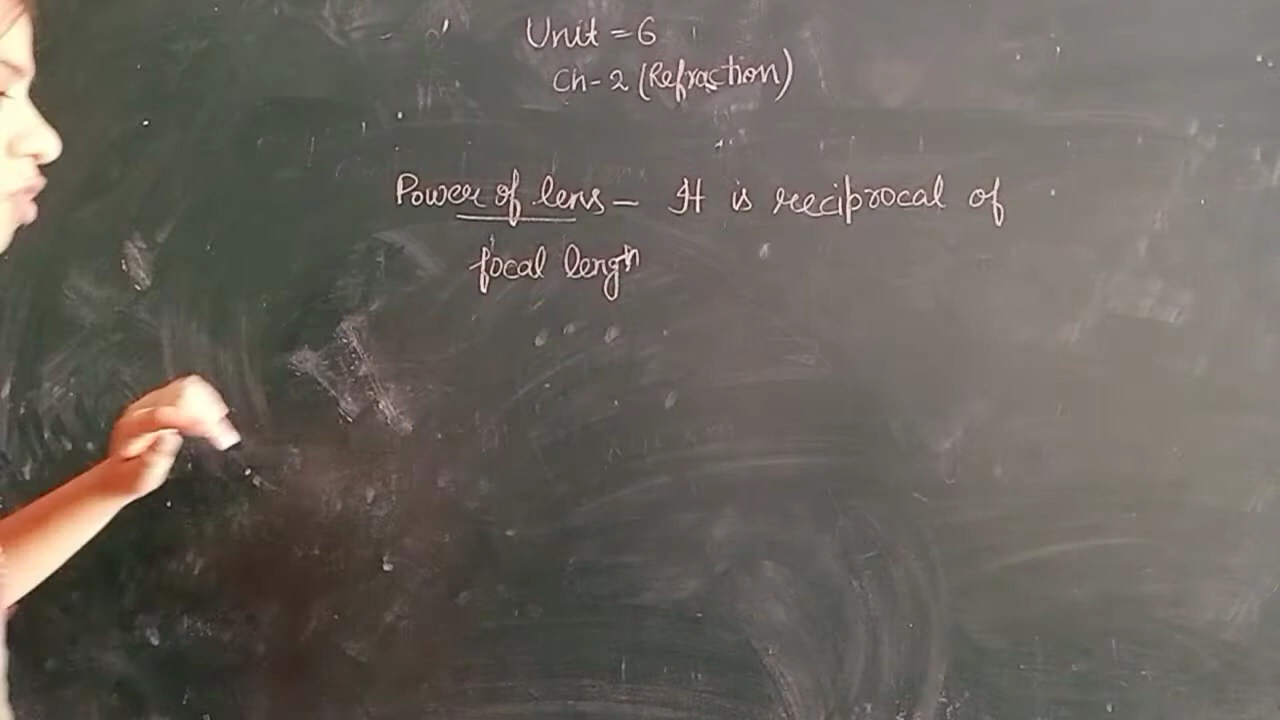 Unit = 6
Ch-2 (Refraction)
Power of lens - It is reciprocal of
focal length